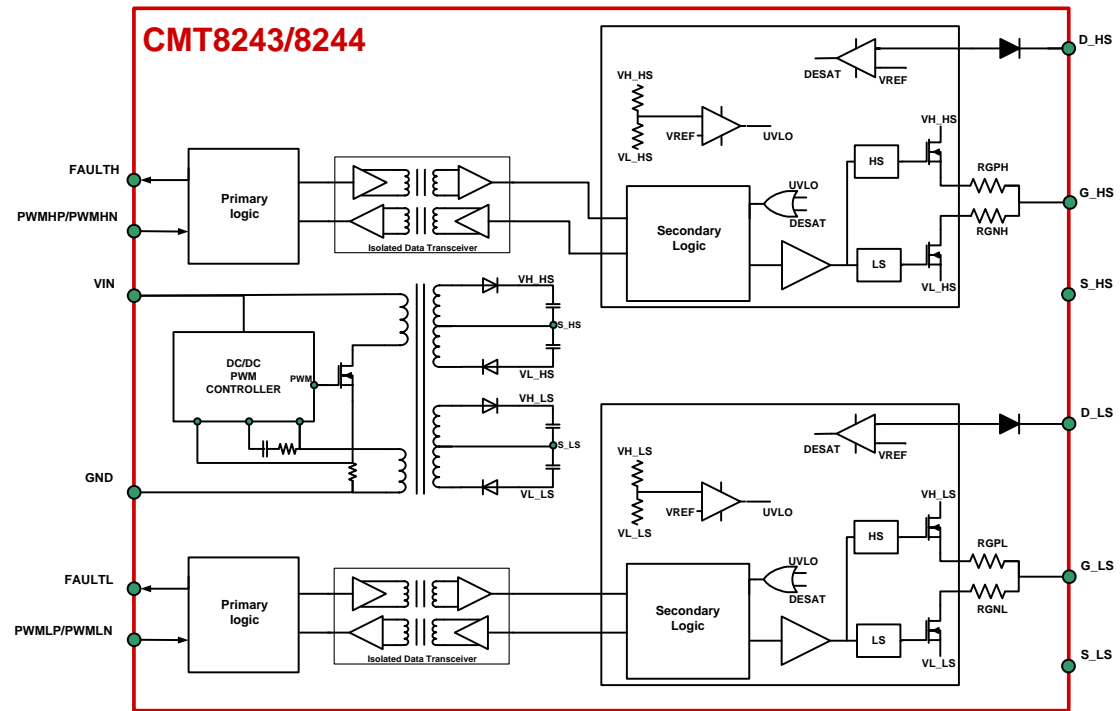 CMT8243/8244
D_HS
DESAT
VREF
VH_HS
VREF
UVLO
VL_HS
VH_HS
HS
RGPH
G_HS
RGNH
LS
VL_HS
S_HS
FAULTH
PWMHP/PWMHN
Primary
logic
Isolated Data Transceiver
Secondary
Logic
UVLO
DESAT
VIN
DC/DC
PWM
CONTROLLER
PWM
GND
VH_HS
S_HS
VL_HS
VH_LS
S_LS
VL_LS
D_LS
DESAT
VREF
VH_LS
VREF
UVLO
VL_LS
VH_LS
HS
RGPL
G_LS
RGNL
LS
VL_LS
S_LS
FAULTL
PWMLP/PWMLN
Primary
logic
Isolated Data Transceiver
Secondary
Logic
UVLO
DESAT